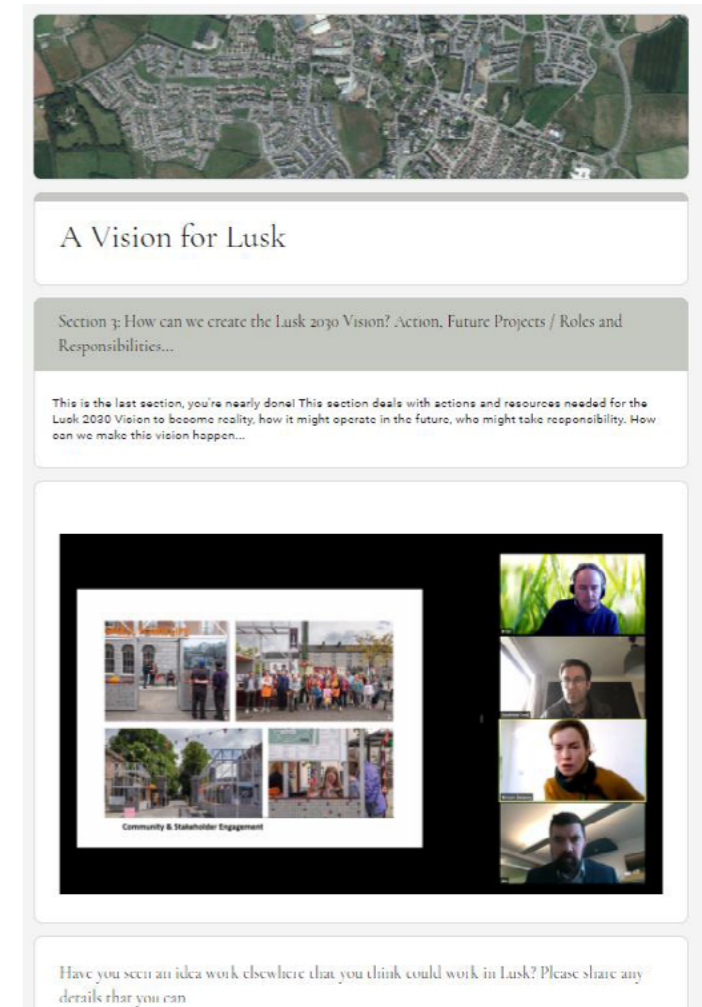 A Vision for Lusk
Section 3: How can we create the Lusk 2030 Vision? Action, Future Projects / Roles and
Responsibilities...
This is the last section, you're nearly done! This section deals with actions and resources needed for the
Lusk 2030 Vision to become reality, how it might operate in the future, who might take responsibility. How
can we make this vision happen...
Community & Stakeholder Engagement
Have you seen an idea work elsewhere that you think could work in Lusk? Please share any
details that you can